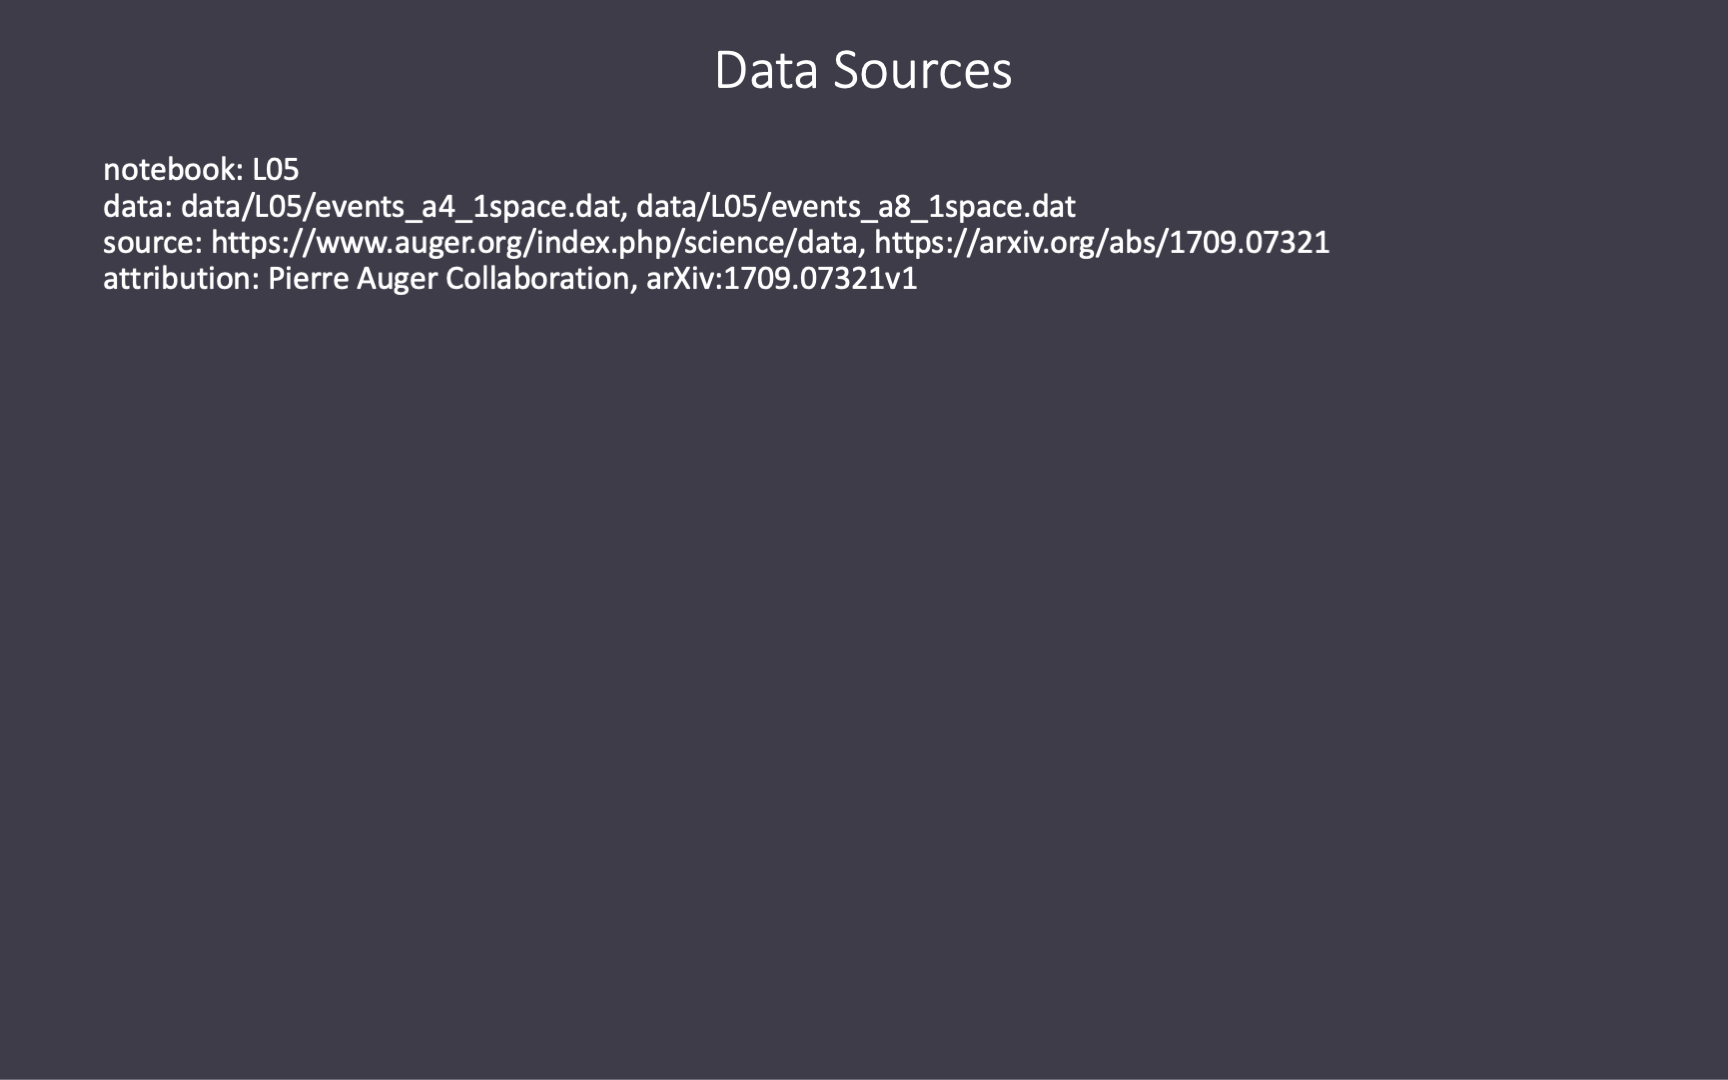 Data Sources
notebook: L05
data: data/L05/events_a4_1space.dat, data/L05/events_a8_1space.dat
source: https://www.auger.org/index.php/science/data, https://arxiv.org/abs/1709.07321
attribution: Pierre Auger Collaboration, arXiv:1709.07321v1